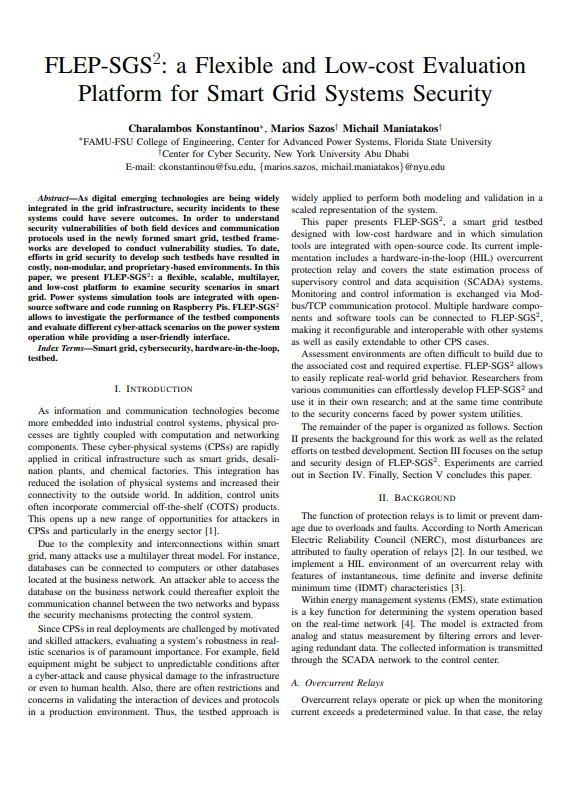 FLEP-SGS²: a Flexible and Low-cost Evaluation
Platform for Smart Grid Systems Security
Charalambos Konstantinou*, Marios Sazos† Michail Maniatakos†
*FAMU-FSU College of Engineering, Center for Advanced Power Systems, Florida State University
†Center for Cyber Security, New York University Abu Dhabi
E-mail: ckonstantinou@fsu.edu, {marios.sazos, michail.maniatakos}@nyu.edu
Abstract—As digital emerging technologies are being widely
integrated in the grid infrastructure, security incidents to these
systems could have severe outcomes. In order to understand
security vulnerabilities of both field devices and communication
protocols used in the newly formed smart grid, testbed frame-
works are developed to conduct vulnerability studies. To date,
efforts in grid security to develop such testbeds have resulted in
costly, non-modular, and proprietary-based environments. In this
paper, we present FLEP-SGS²: a flexible, scalable, multilayer,
and low-cost platform to examine security scenarios in smart
grid. Power systems simulation tools are integrated with open-
source software and code running on Raspberry Pis. FLEP-SGS²
allows to investigate the performance of the testbed components
and evaluate different cyber-attack scenarios on the power system
operation while providing a user-friendly interface.
Index Terms—Smart grid, cybersecurity, hardware-in-the-loop,
testbed.
I. INTRODUCTION
As information and communication technologies become
more embedded into industrial control systems, physical pro-
cesses are tightly coupled with computation and networking
components. These cyber-physical systems (CPSs) are rapidly
applied in critical infrastructure such as smart grids, desali-
nation plants, and chemical factories. This integration has
reduced the isolation of physical systems and increased their
connectivity to the outside world. In addition, control units
often incorporate commercial off-the-shelf (COTS) products.
This opens up a new range of opportunities for attackers in
CPSs and particularly in the energy sector [1].
Due to the complexity and interconnections within smart
grid, many attacks use a multilayer threat model. For instance,
databases can be connected to computers or other databases
located at the business network. An attacker able to access the
database on the business network could thereafter exploit the
communication channel between the two networks and bypass
the security mechanisms protecting the control system.
Since CPSs in real deployments are challenged by motivated
and skilled attackers, evaluating a system's robustness in real-
istic scenarios is of paramount importance. For example, field
equipment might be subject to unpredictable conditions after
a cyber-attack and cause physical damage to the infrastructure
or even to human health. Also, there are often restrictions and
concerns in validating the interaction of devices and protocols
in a production environment. Thus, the testbed approach is
widely applied to perform both modeling and validation in a
scaled representation of the system.
This paper presents FLEP-SGS², a smart grid testbed
designed with low-cost hardware and in which simulation
tools are integrated with open-source code. Its current imple-
mentation includes a hardware-in-the-loop (HIL) overcurrent
protection relay and covers the state estimation process of
supervisory control and data acquisition (SCADA) systems.
Monitoring and control information is exchanged via Mod-
bus/TCP communication protocol. Multiple hardware compo-
nents and software tools can be connected to FLEP-SGS²,
making it reconfigurable and interoperable with other systems
as well as easily extendable to other CPS cases.
Assessment environments are often difficult to build due to
the associated cost and required expertise. FLEP-SGS² allows
to easily replicate real-world grid behavior. Researchers from
various communities can effortlessly develop FLEP-SGS² and
use it in their own research; and at the same time contribute
to the security concerns faced by power system utilities.
The remainder of the paper is organized as follows. Section
II presents the background for this work as well as the related
efforts on testbed development. Section III focuses on the setup
and security design of FLEP-SGS². Experiments are carried
out in Section IV. Finally, Section V concludes this paper.
II. BACKGROUND
The function of protection relays is to limit or prevent dam-
age due to overloads and faults. According to North American
Electric Reliability Council (NERC), most disturbances are
attributed to faulty operation of relays [2]. In our testbed, we
implement a HIL environment of an overcurrent relay with
features of instantaneous, time definite and inverse definite
minimum time (IDMT) characteristics [3].
Within energy management systems (EMS), state estimation
is a key function for determining the system operation based
on the real-time network [4]. The model is extracted from
analog and status measurement by filtering errors and lever-
aging redundant data. The collected information is transmitted
through the SCADA network to the control center.
A. Overcurrent Relays
Overcurrent relays operate or pick up when the monitoring
current exceeds a predetermined value. In that case, the relay